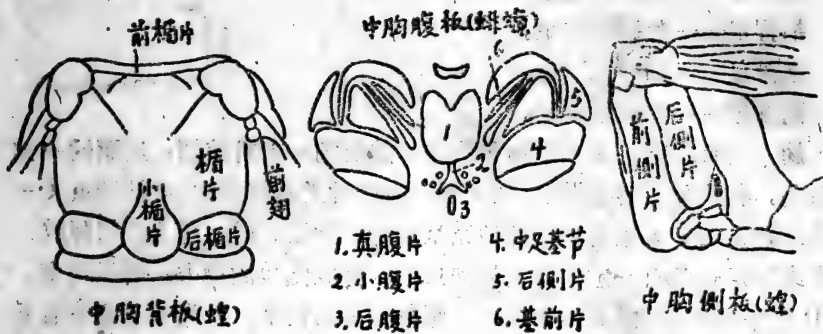 前楯片
楯片
小楯片
后楯片
前翅
中胸背板(蝗)
中胸腹板(蜚蠊)
6
5
1
4
2
3
1.真腹片
2.小腹片
3.后腹片
4.中足基节
5.后侧片
6.基前片
前侧片
后侧片
中胸侧板(蝗)